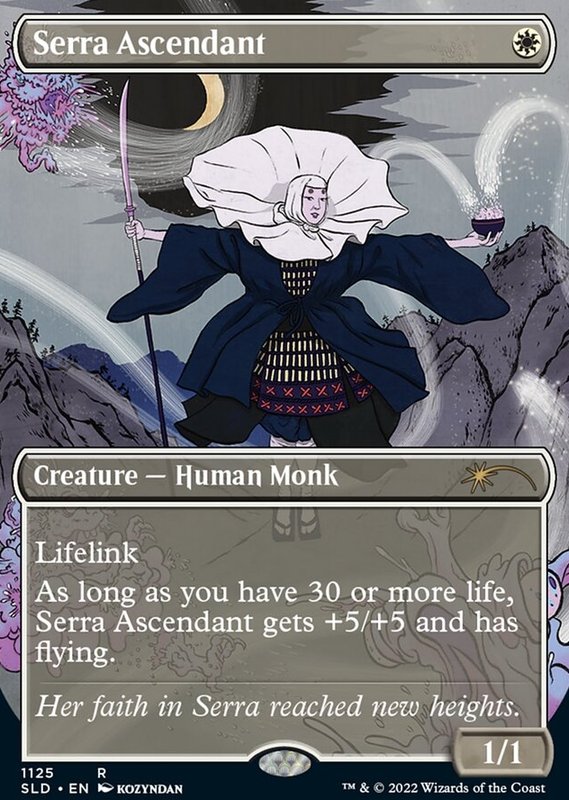 Serra Ascendant
Creature — Human Monk
Lifelink
As long as you have 30 or more life,
Serra Ascendant gets +5/+5 and has
flying.
Her faith in Serra reached new heights.
1/1
1125 R
SLD • EN KOZYNDAN
™ & © 2022 Wizards of the Coast